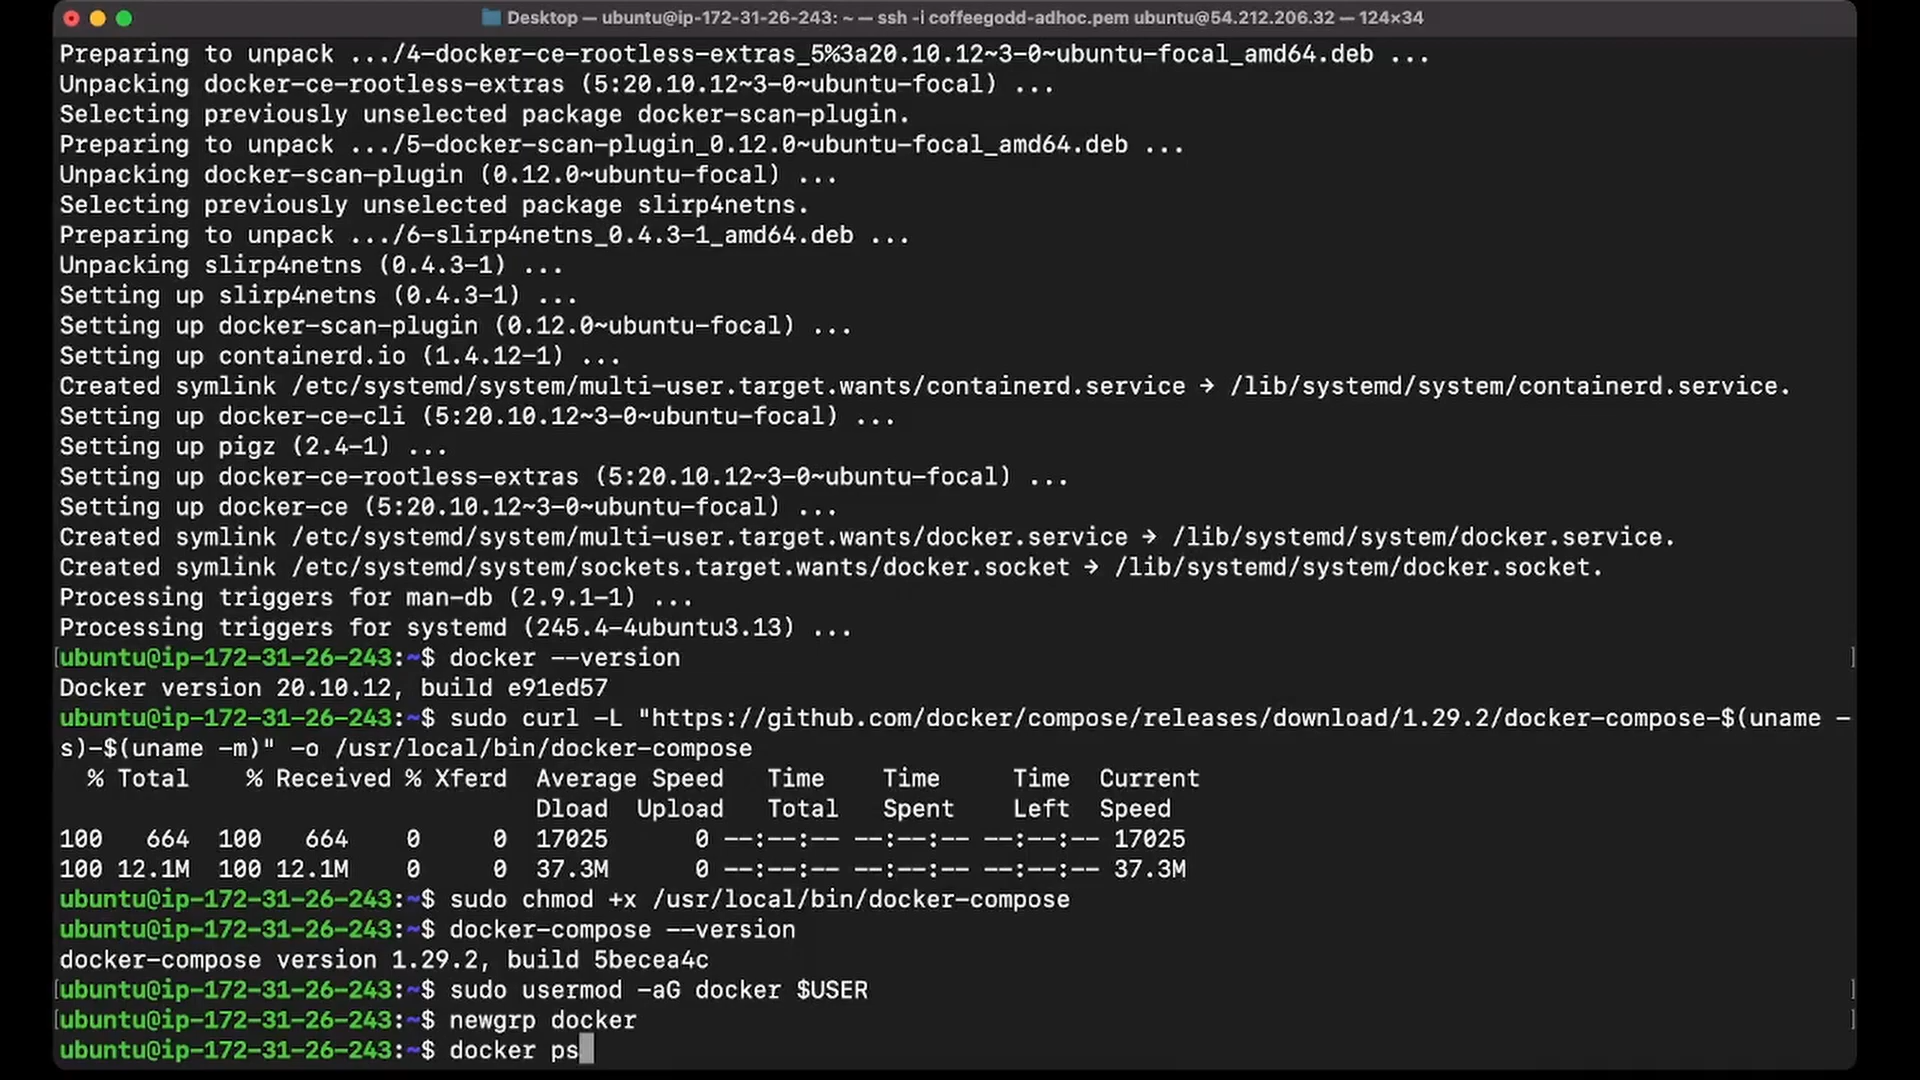 Desktop — ubuntu@ip-172-31-26-243: ~ — ssh -i coffeegodd-adhoc.pem ubuntu@54.212.206.32 — 124×34
Preparing to unpack .../4-docker-ce-rootless-extras_5%3a20.10.12~3-0~ubuntu-focal_amd64.deb ...
Unpacking docker-ce-rootless-extras (5:20.10.12~3-0~ubuntu-focal) ...
Selecting previously unselected package docker-scan-plugin.
Preparing to unpack .../5-docker-scan-plugin_0.12.0~ubuntu-focal_amd64.deb ...
Unpacking docker-scan-plugin (0.12.0~ubuntu-focal) ...
Selecting previously unselected package slirp4netns.
Preparing to unpack .../6-slirp4netns_0.4.3-1_amd64.deb ...
Unpacking slirp4netns (0.4.3-1) ...
Setting up slirp4netns (0.4.3-1) ...
Setting up docker-scan-plugin (0.12.0~ubuntu-focal) ...
Setting up containerd.io (1.4.12-1) ...
Created symlink /etc/systemd/system/multi-user.target.wants/containerd.service → /lib/systemd/system/containerd.service.
Setting up docker-ce-cli (5:20.10.12~3-0~ubuntu-focal) ...
Setting up pigz (2.4-1) ...
Setting up docker-ce-rootless-extras (5:20.10.12~3-0~ubuntu-focal) ...
Setting up docker-ce (5:20.10.12~3-0~ubuntu-focal) ...
Created symlink /etc/systemd/system/multi-user.target.wants/docker.service → /lib/systemd/system/docker.service.
Created symlink /etc/systemd/system/sockets.target.wants/docker.socket → /lib/systemd/system/docker.socket.
Processing triggers for man-db (2.9.1-1) ...
Processing triggers for systemd (245.4-4ubuntu3.13) ...
[ubuntu@ip-172-31-26-243:~$ docker --version ]
Docker version 20.10.12, build e91ed57
ubuntu@ip-172-31-26-243:~$ sudo curl -L "https://github.com/docker/compose/releases/download/1.29.2/docker-compose-$(uname -
s)-$(uname -m)" -o /usr/local/bin/docker-compose
  % Total    % Received % Xferd  Average Speed   Time    Time     Time  Current
                                 Dload  Upload   Total   Spent    Left  Speed
100   664  100   664    0     0  17025      0 --:--:-- --:--:-- --:--:-- 17025
100 12.1M  100 12.1M    0     0  37.3M      0 --:--:-- --:--:-- --:--:-- 37.3M
ubuntu@ip-172-31-26-243:~$ sudo chmod +x /usr/local/bin/docker-compose
ubuntu@ip-172-31-26-243:~$ docker-compose --version
docker-compose version 1.29.2, build 5becea4c
[ubuntu@ip-172-31-26-243:~$ sudo usermod -aG docker $USER ]
[ubuntu@ip-172-31-26-243:~$ newgrp docker ]
ubuntu@ip-172-31-26-243:~$ docker ps